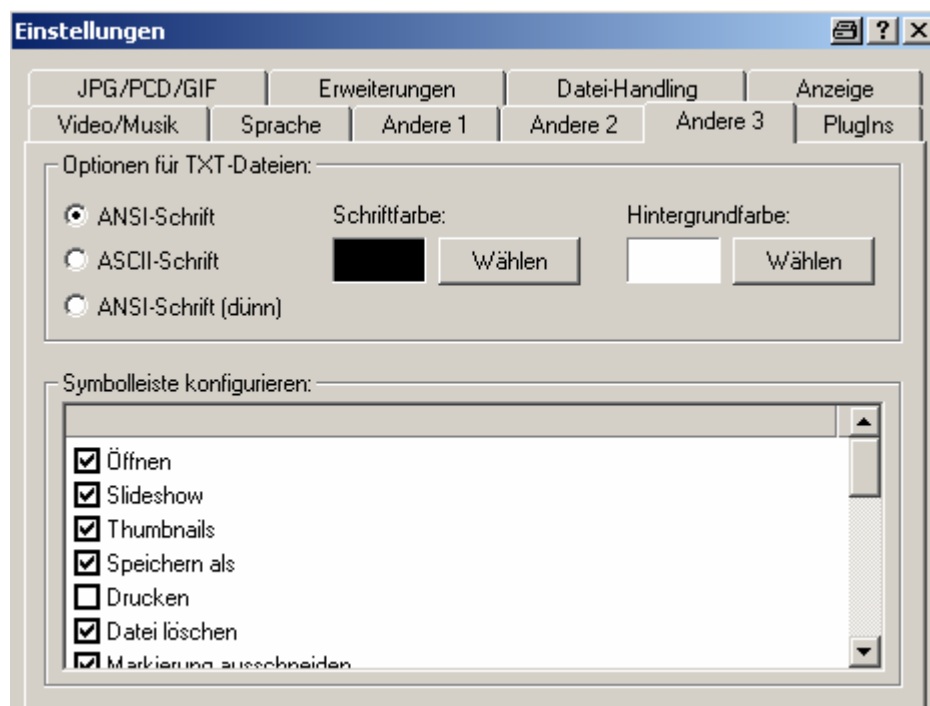 Einstellungen
JPG/PCD/GIF Erweiterungen Datei-Handling Anzeige
Video/Musik Sprache Andere 1 Andere 2 Andere 3 PlugIns
Optionen für TXT-Dateien:
ANSI-Schrift Schriftfarbe: Hintergrundfarbe:
ASCII-Schrift Wählen Wählen
ANSI-Schrift (dünn)
Symbolleiste konfigurieren:
Öffnen
Slideshow
Thumbnails
Speichern als
Drucken
Datei löschen
Markierung ausschneiden